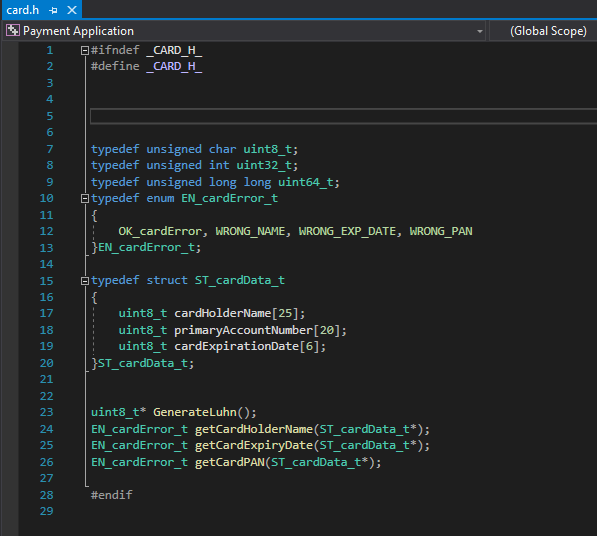 card.h
Payment Application (Global Scope)
1 #ifndef _CARD_H_
2 #define _CARD_H_
3
4
5
6
7 typedef unsigned char uint8_t;
8 typedef unsigned int uint32_t;
9 typedef unsigned long long uint64_t;
10 typedef enum EN_cardError_t
11 {
12 OK_cardError, WRONG_NAME, WRONG_EXP_DATE, WRONG_PAN
13 }EN_cardError_t;
14
15 typedef struct ST_cardData_t
16 {
17 uint8_t cardHolderName[25];
18 uint8_t primaryAccountNumber[20];
19 uint8_t cardExpirationDate[6];
20 }ST_cardData_t;
21
22
23 uint8_t* GenerateLuhn();
24 EN_cardError_t getCardHolderName(ST_cardData_t*);
25 EN_cardError_t getCardExpiryDate(ST_cardData_t*);
26 EN_cardError_t getCardPAN(ST_cardData_t*);
27
28 #endif
29